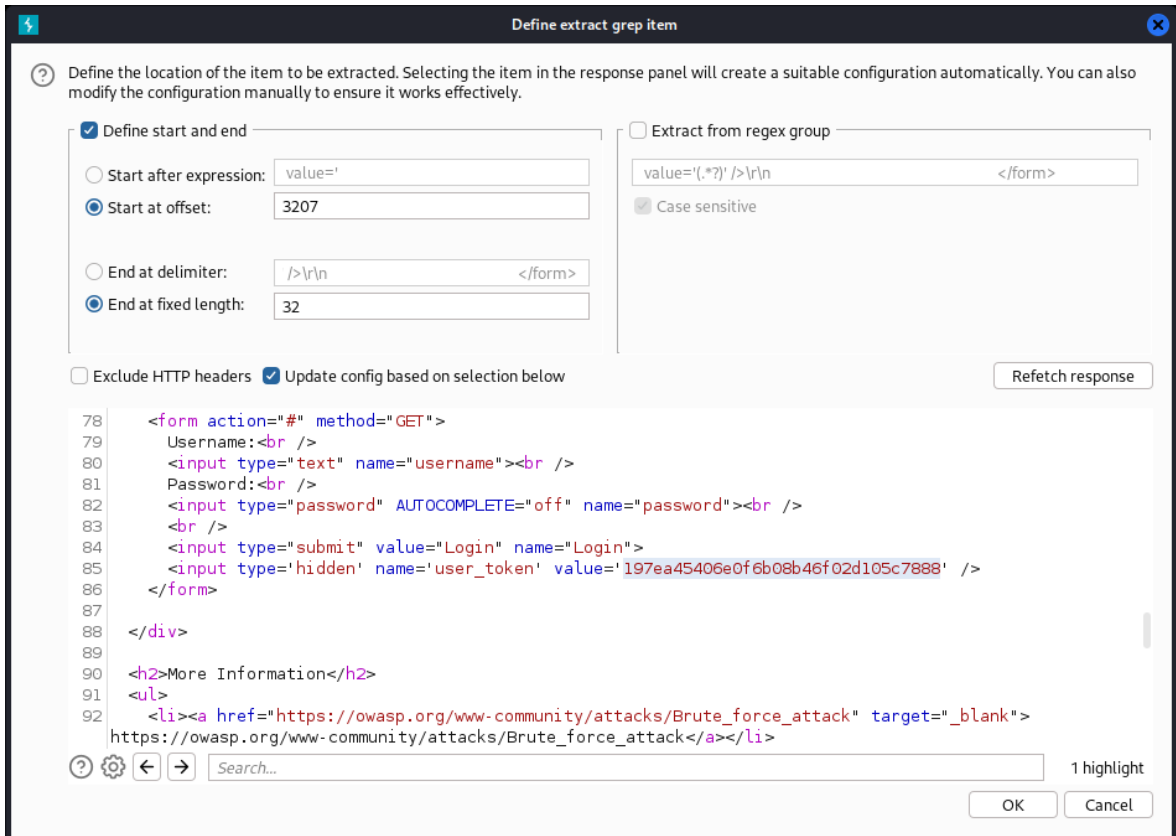 Define extract grep item
Define the location of the item to be extracted. Selecting the item in the response panel will create a suitable configuration automatically. You can also
modify the configuration manually to ensure it works effectively.
Define start and end
Start after expression: value='
Start at offset: 3207
End at delimiter: />\r\n </form>
End at fixed length: 32
Extract from regex group
value='(.*?)' />\r\n </form>
Case sensitive
Exclude HTTP headers Update config based on selection below Refetch response
78 <form action="#" method="GET">
79 Username:<br />
80 <input type="text" name="username"><br />
81 Password:<br />
82 <input type="password" AUTOCOMPLETE="off" name="password"><br />
83 <br />
84 <input type="submit" value="Login" name="Login">
85 <input type='hidden' name='user_token' value='197ea45406e0f6b08b46f02d105c7888' />
86 </form>
87
88 </div>
89
90 <h2>More Information</h2>
91 <ul>
92 <li><a href="https://owasp.org/www-community/attacks/Brute_force_attack" target="_blank">
https://owasp.org/www-community/attacks/Brute_force_attack</a></li>
Search... 1 highlight
OK Cancel